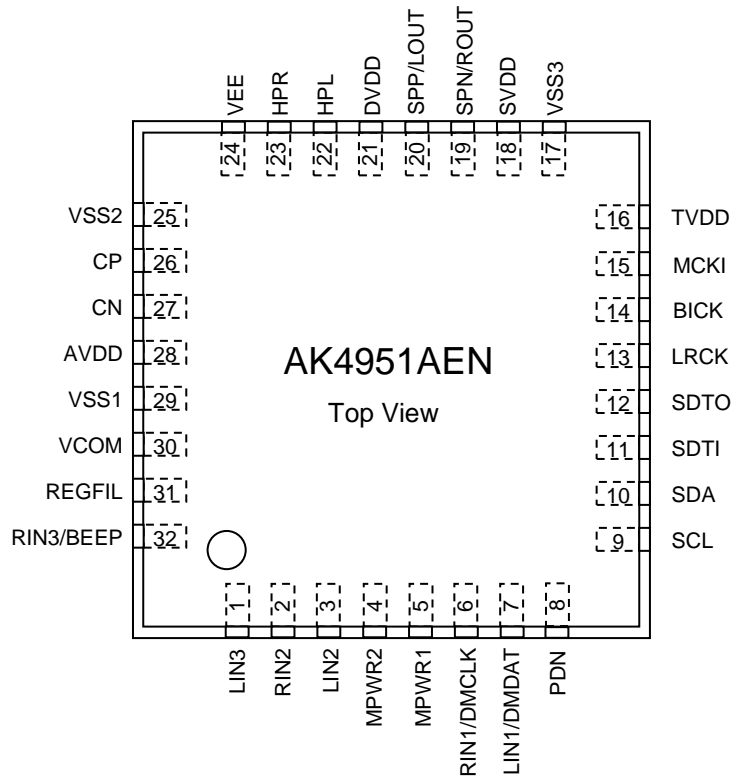 VEE
HPR
HPL
DVDD
SPP/LOUT
SPN/ROUT
SVDD
VSS3
24
23
22
21
20
19
18
17
VSS2 25
CP 26
CN 27
AVDD 28
VSS1 29
VCOM 30
REGFIL 31
RIN3/BEEP 32
AK4951AEN
Top View
16 TVDD
15 MCKI
14 BICK
13 LRCK
12 SDTO
11 SDTI
10 SDA
9 SCL
1
2
3
4
5
6
7
8
LIN3
RIN2
LIN2
MPWR2
MPWR1
RIN1/DMCLK
LIN1/DMDAT
PDN